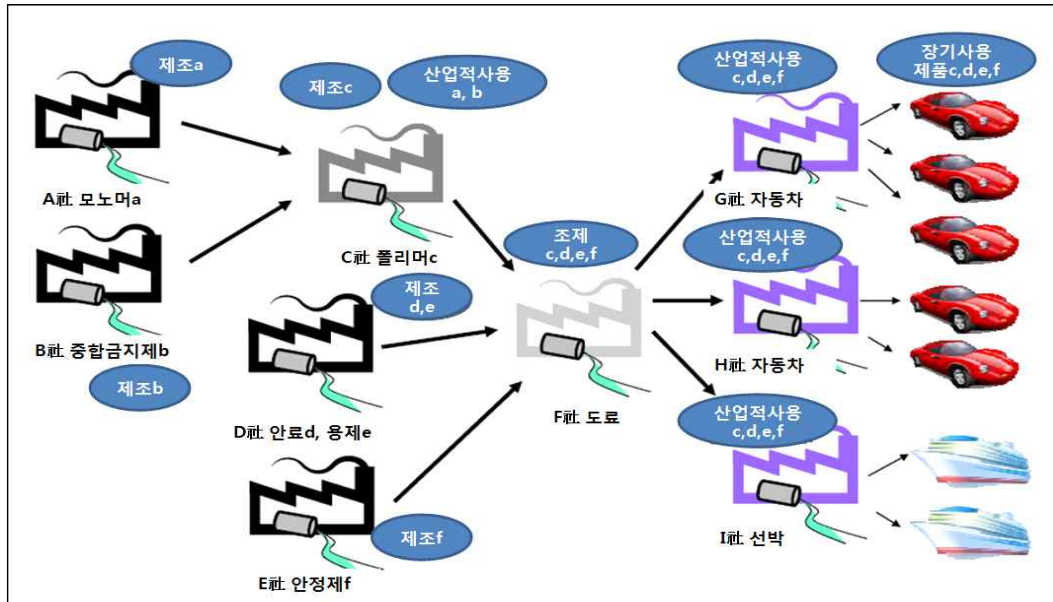 제조a
A社 모노머a
B社 중합금지제b
제조b
제조c
산업적사용
a, b
C社 폴리머c
제조
d,e
D社 안료d, 용제e
제조f
E社 안정제f
조제
c,d,e,f
F社 도료
산업적사용
c,d,e,f
G社 자동차
산업적사용
c,d,e,f
H社 자동차
산업적사용
c,d,e,f
I社 선박
장기사용
제품c,d,e,f